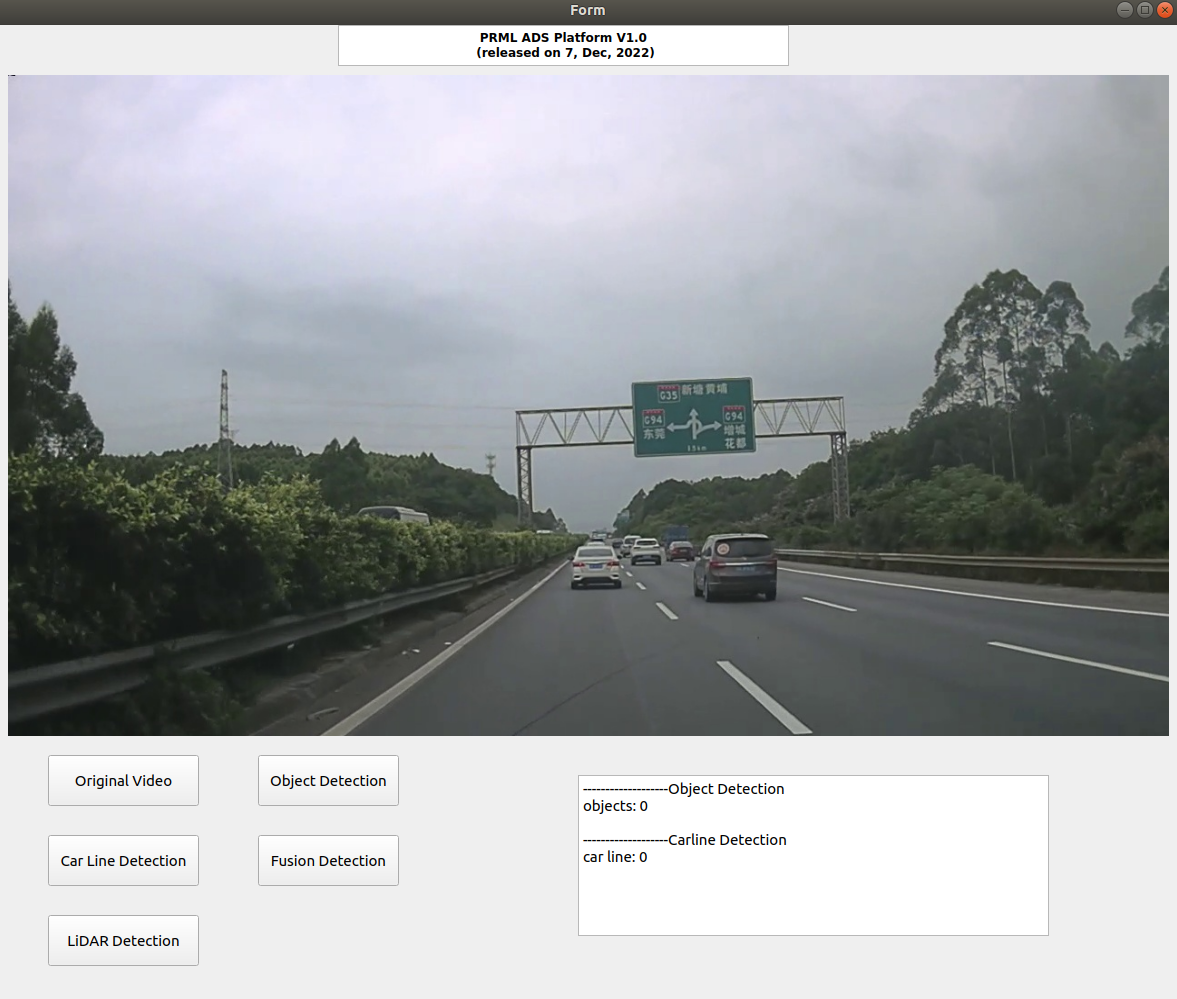 Form
PRML ADS Platform V1.0
(released on 7, Dec, 2022)
G35 新塘 黄埔
G94
东莞
G94
增城
花都
Original Video
Object Detection
Car Line Detection
Fusion Detection
LiDAR Detection
-------------------Object Detection
objects: 0
-------------------Carline Detection
car line: 0